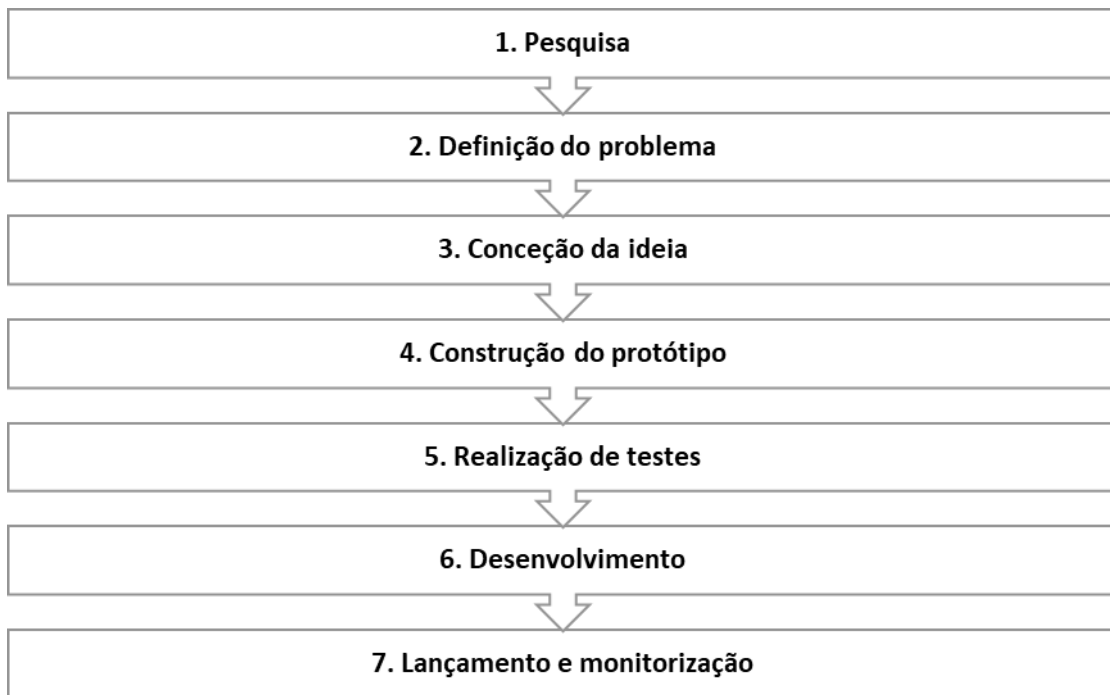 1. Pesquisa
2. Definição do problema
3. Conceção da ideia
4. Construção do protótipo
5. Realização de testes
6. Desenvolvimento
7. Lançamento e monitorização